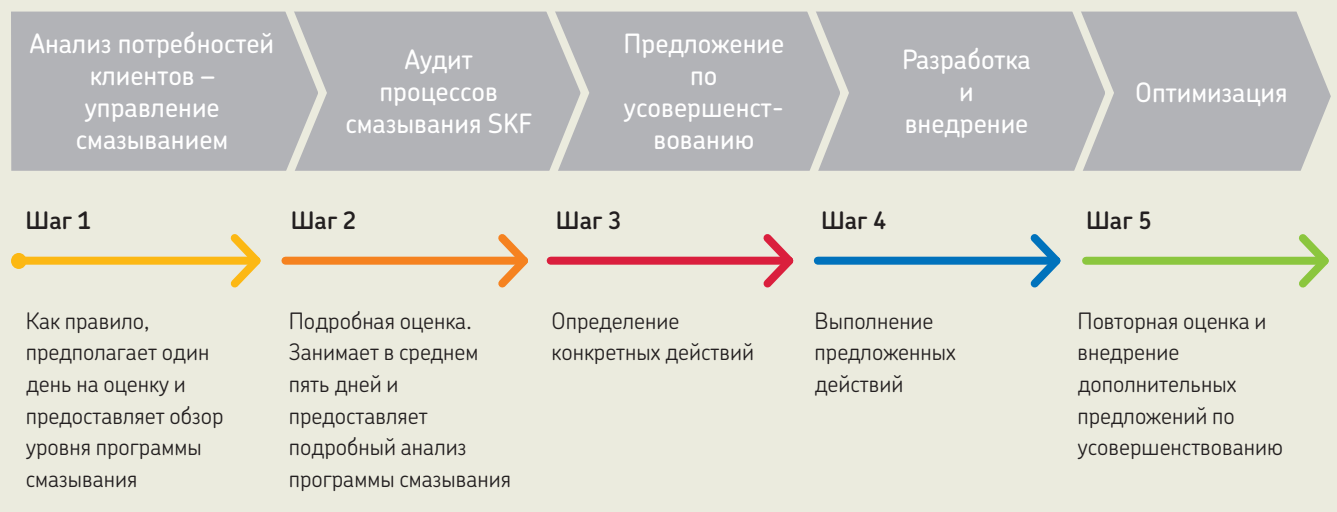 Анализ потребностей
клиентов –
управление
смазыванием
Аудит
процессов
смазывания SKF
Предложение
по
усовершенст-
вованию
Разработка
и
внедрение
Оптимизация
Шаг 1
Шаг 2
Шаг 3
Шаг 4
Шаг 5
Как правило,
предполагает один
день на оценку и
предоставляет обзор
уровня программы
смазывания
Подробная оценка.
Занимает в среднем
пять дней и
предоставляет
подробный анализ
программы смазывания
Определение
конкретных действий
Выполнение
предложенных
действий
Повторная оценка и
внедрение
дополнительных
предложений по
усовершенствованию